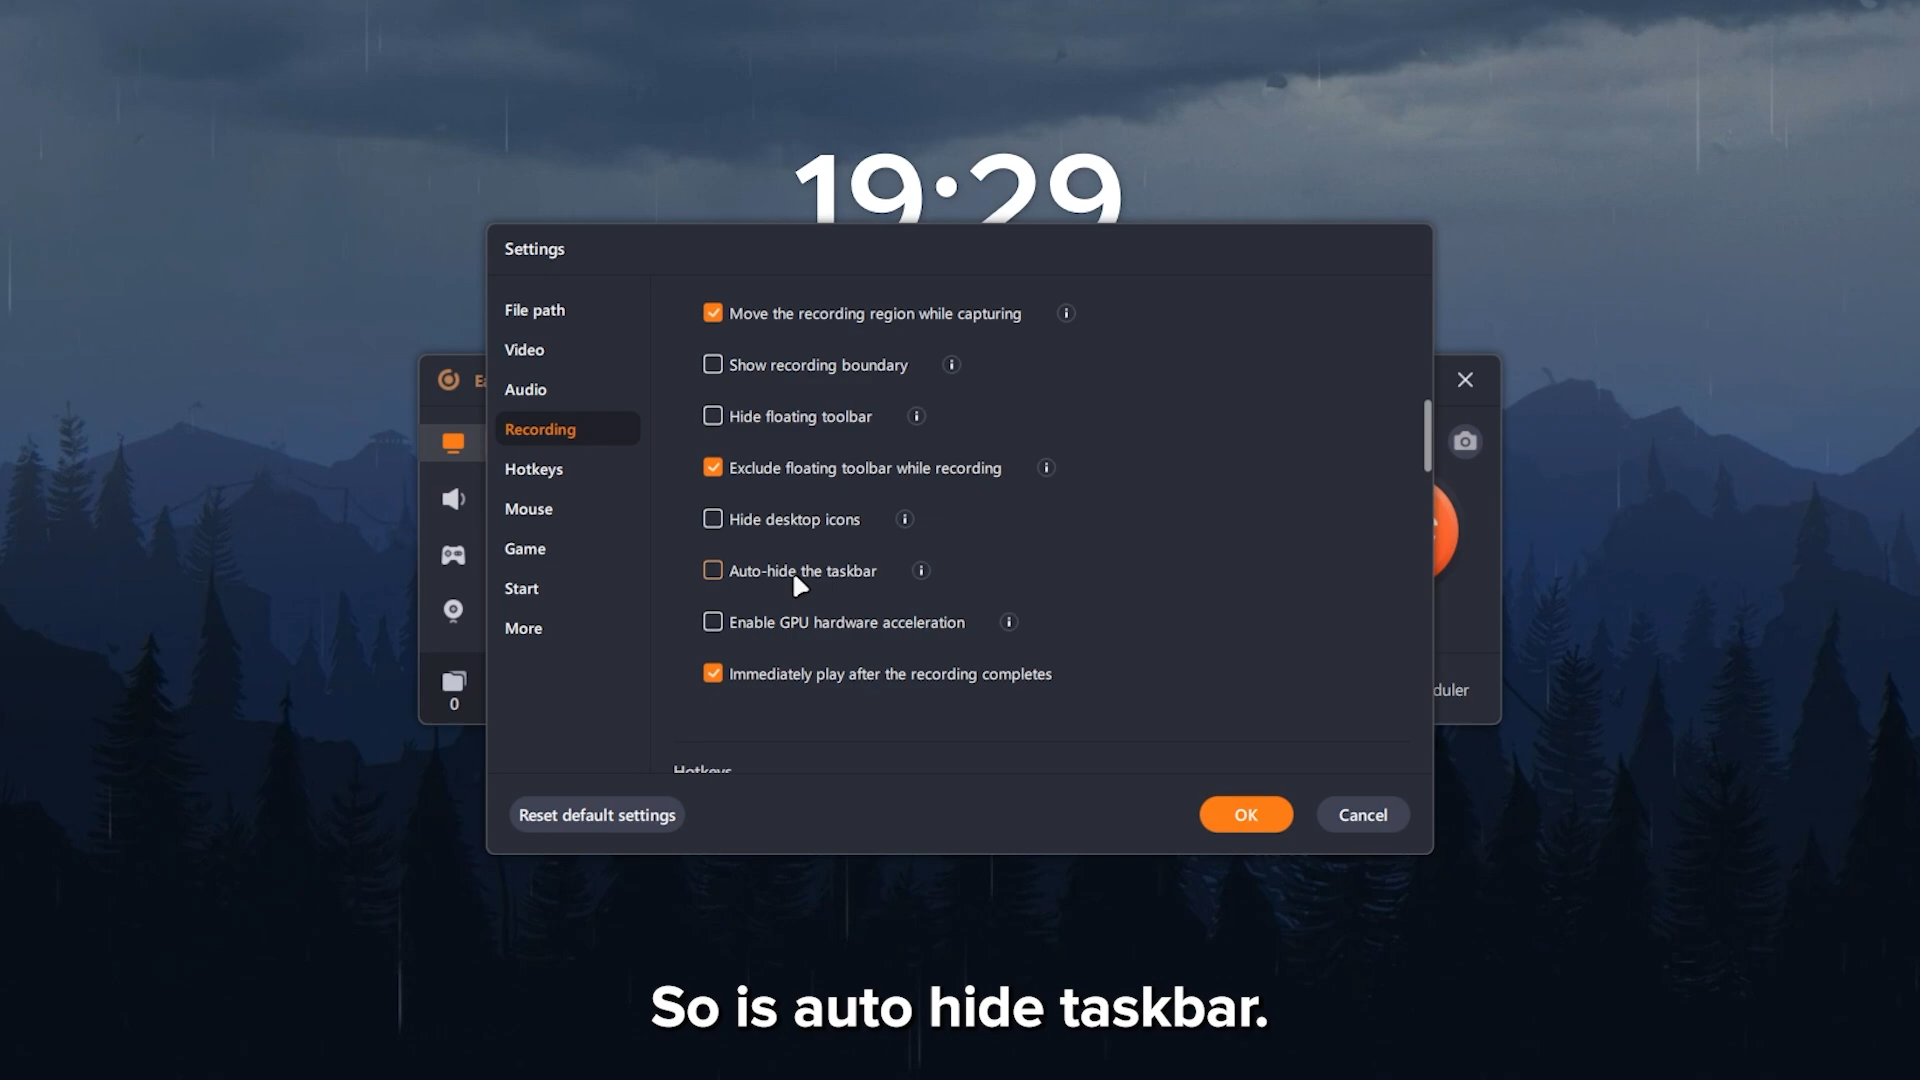 19:29
Settings
File path
Video
Audio
Recording
Hotkeys
Mouse
Game
Start
More
Move the recording region while capturing
Show recording boundary
Hide floating toolbar
Exclude floating toolbar while recording
Hide desktop icons
Auto-hide the taskbar
Enable GPU hardware acceleration
Immediately play after the recording completes
Hotkeys
0
duler
Reset default settings
OK
Cancel
So is auto hide taskbar.